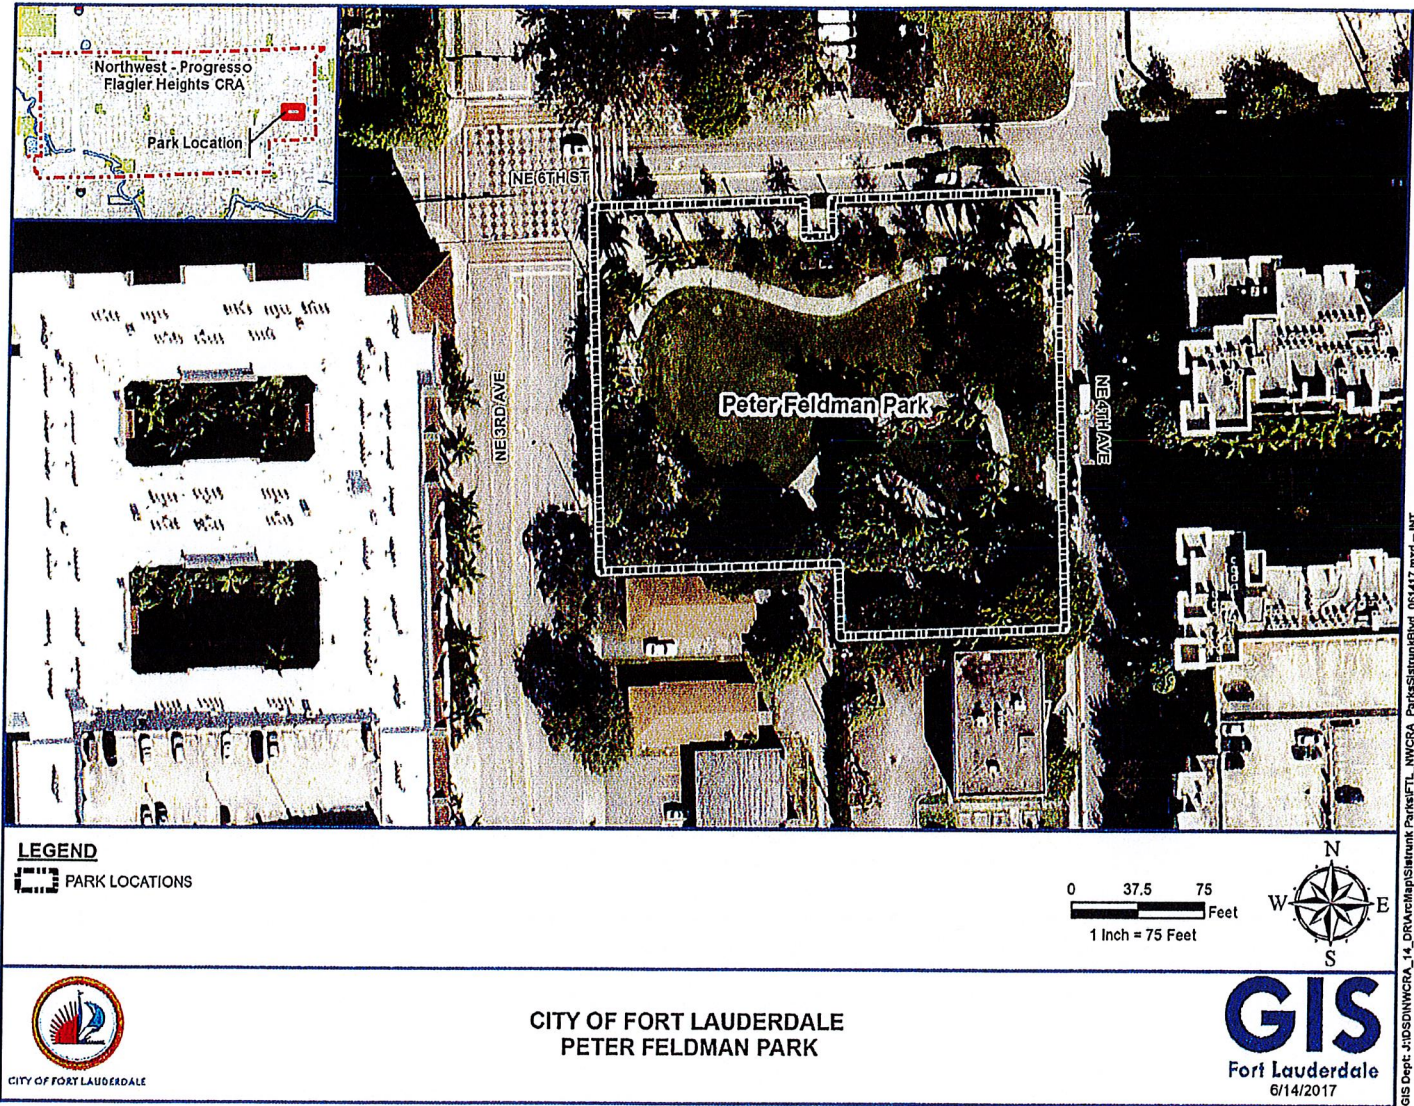 Northwest - Progresso
Flagler Heights CRA
Park Location
NE 6TH ST
NE 3RD AVE
Peter Feldman Park
NE 4TH AVE
LEGEND
PARK LOCATIONS
0 37.5 75
Feet
1 Inch = 75 Feet
N
W E
S
CITY OF FORT LAUDERDALE
CITY OF FORT LAUDERDALE
PETER FELDMAN PARK
GIS
Fort Lauderdale
6/14/2017